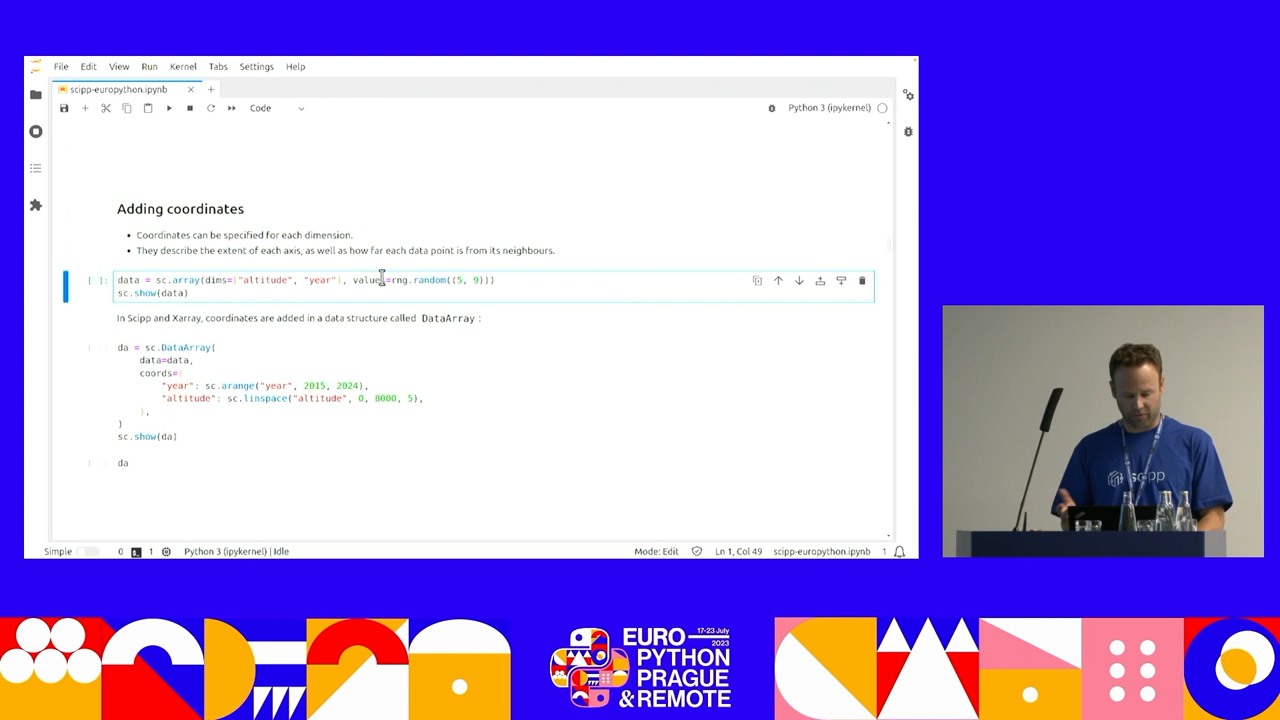 File Edit View Run Kernel Tabs Settings Help
scipp-europython.ipynb
Code
Python 3 (ipykernel)
Adding coordinates
Coordinates can be specified for each dimension.
They describe the extent of each axis, as well as how far each data point is from its neighbours.
[ ]: data = sc.array(dims=["altitude", "year"], values=rng.random((5, 9)))
sc.show(data)
In Scipp and Xarray, coordinates are added in a data structure called DataArray :
[ ]: da = sc.DataArray(
data=data,
coords={
"year": sc.arange("year", 2015, 2024),
"altitude": sc.linspace("altitude", 0, 8000, 5),
},
)
sc.show(da)
[ ]: da
Simple 0 1 Python 3 (ipykernel) | Idle Mode: Edit Ln 1, Col 49 scipp-europython.ipynb 1
scipp
17-23 July
2023
EURO
PYTHON
PRAGUE
& REMOTE